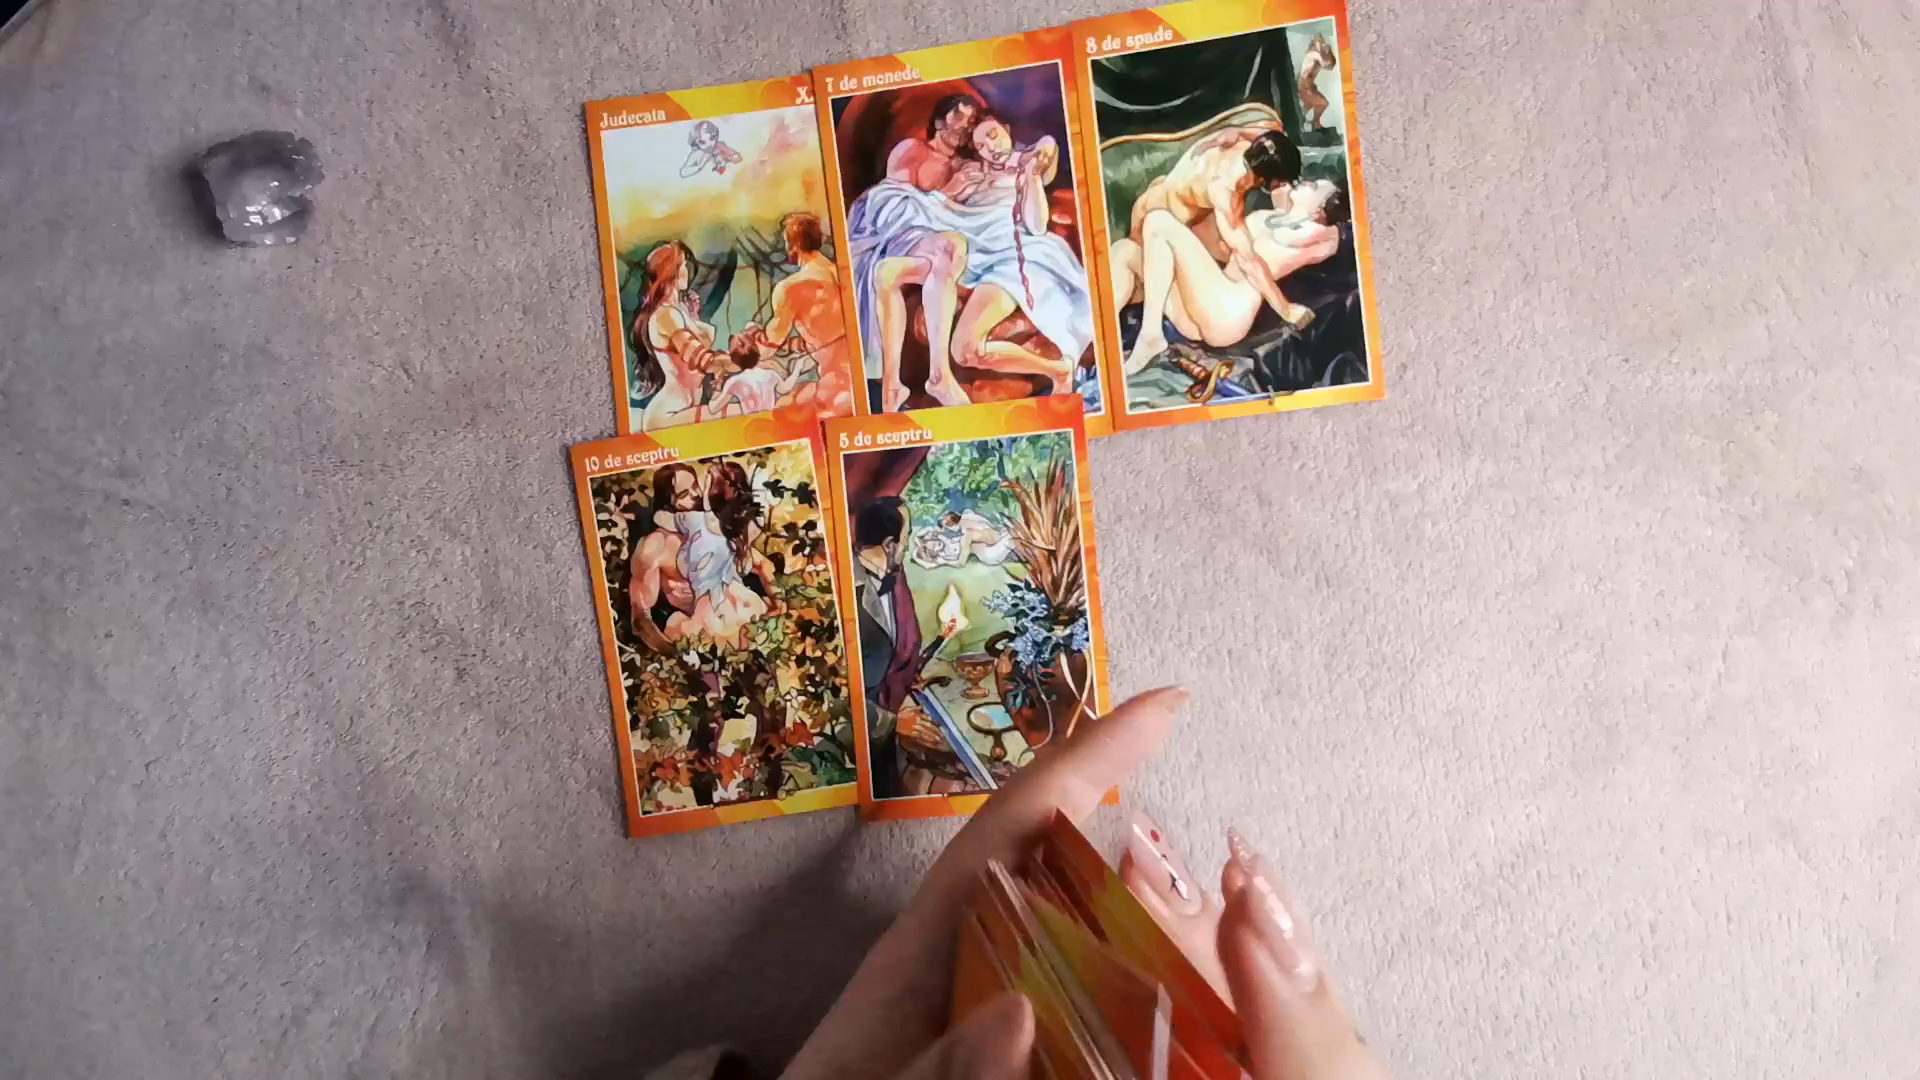 Judecata
X
7 de monede
8 de spade
10 de sceptru
5 de sceptru